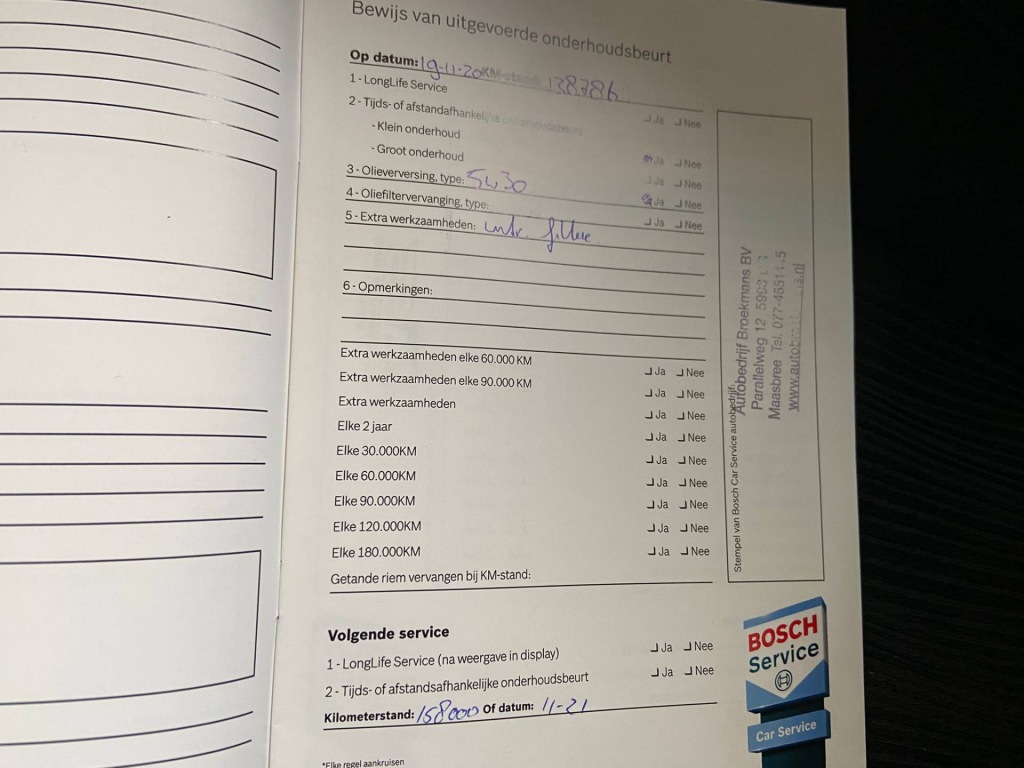 Bewijs van uitgevoerde onderhoudsbeurt
Op datum: 19-11-20 KM-stand: 138786
1 - LongLife Service Ja Nee
2 - Tijds- of afstandafhankelijke onderhoudsbeurt
- Klein onderhoud Ja Nee
- Groot onderhoud Ja Nee
3 - Olieverversing, type: 5w30 Ja Nee
4 - Oliefiltervervanging, type: Ja Nee
5 - Extra werkzaamheden:
6 - Opmerkingen:
Extra werkzaamheden elke 60.000 KM Ja Nee
Extra werkzaamheden elke 90.000 KM Ja Nee
Extra werkzaamheden Ja Nee
Elke 2 jaar Ja Nee
Elke 30.000KM Ja Nee
Elke 60.000KM Ja Nee
Elke 90.000KM Ja Nee
Elke 120.000KM Ja Nee
Elke 180.000KM Ja Nee
Getande riem vervangen bij KM-stand:
Stempel van Bosch Car Service autobedrijf:
Autobedrijf Broekmans BV
Parallelweg 12
Maasbree Tel.
Volgende service
1 - LongLife Service (na weergave in display) Ja Nee
2 - Tijds- of afstandsafhankelijke onderhoudsbeurt Ja Nee
Kilometerstand: 158000 Of datum: 11-21
*Elke regel aankruisen
BOSCH
Service
Car Service